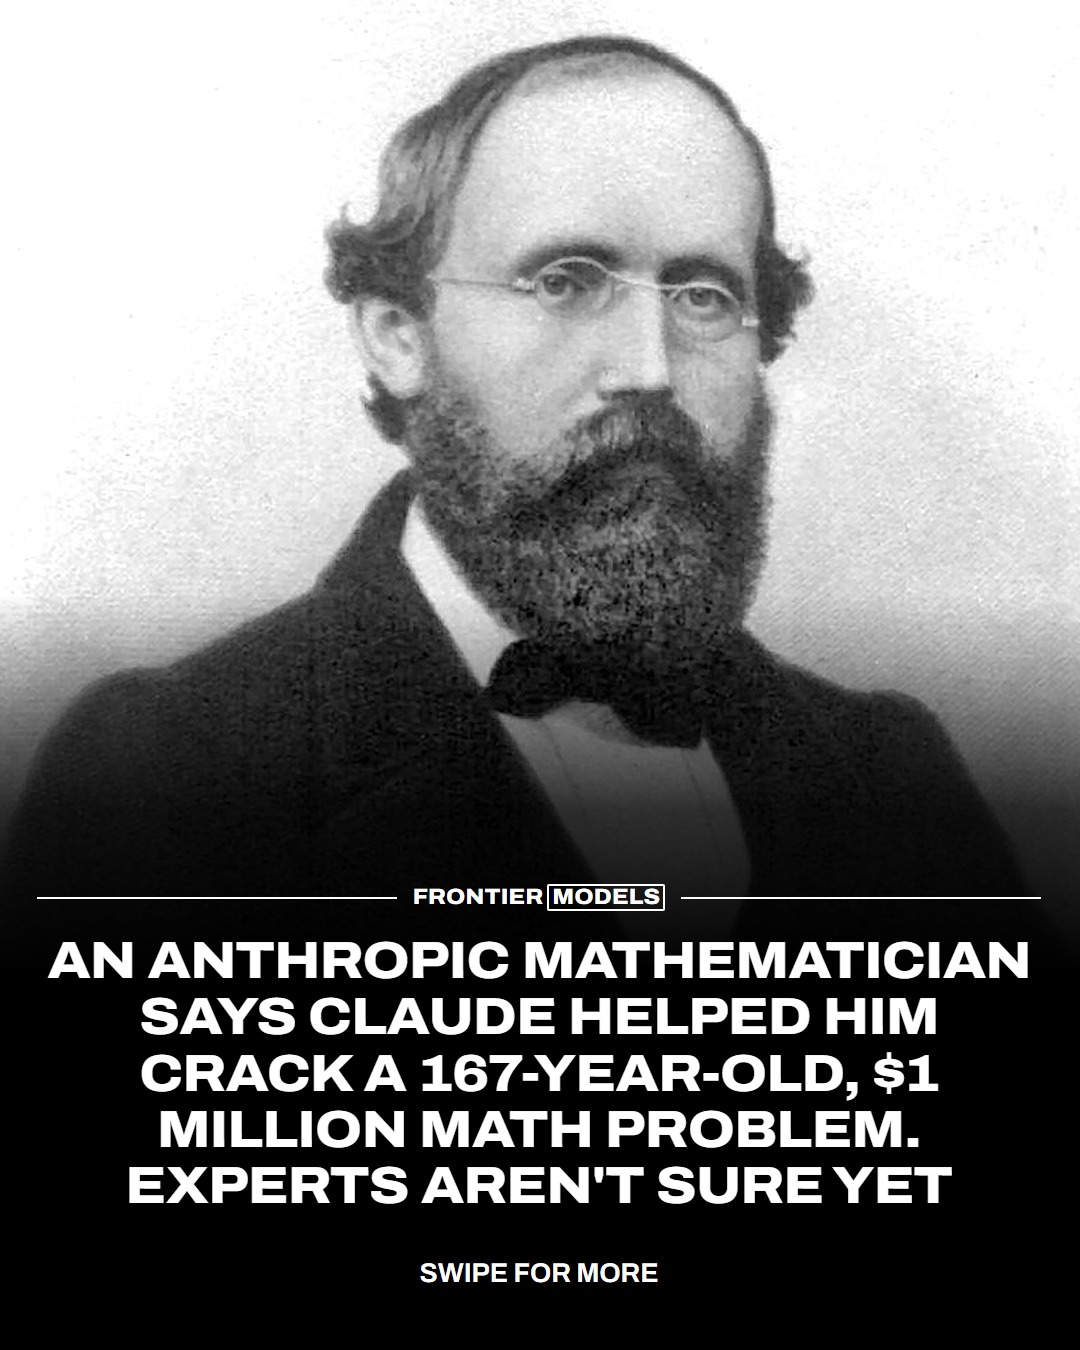 FRONTIER MODELS
AN ANTHROPIC MATHEMATICIAN
SAYS CLAUDE HELPED HIM
CRACK A 167-YEAR-OLD, $1
MILLION MATH PROBLEM.
EXPERTS AREN'T SURE YET
SWIPE FOR MORE